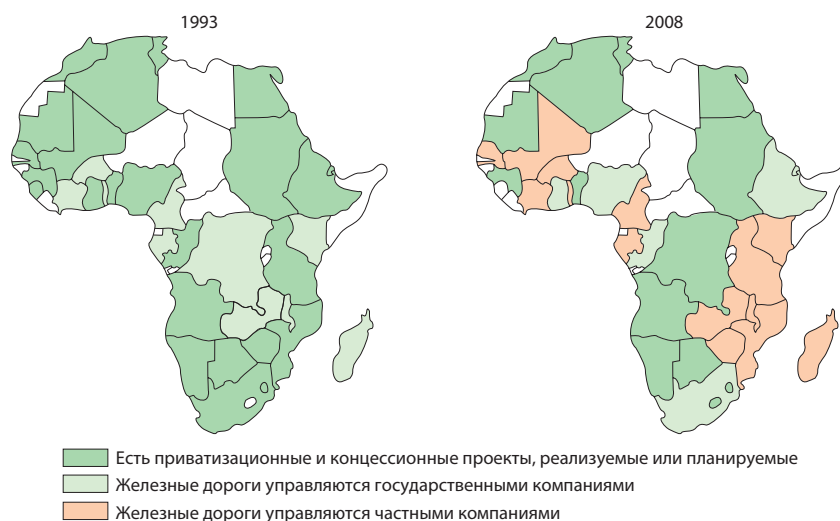 1993
2008
Есть приватизационные и концессионные проекты, реализуемые или планируемые
Железные дороги управляются государственными компаниями
Железные дороги управляются частными компаниями